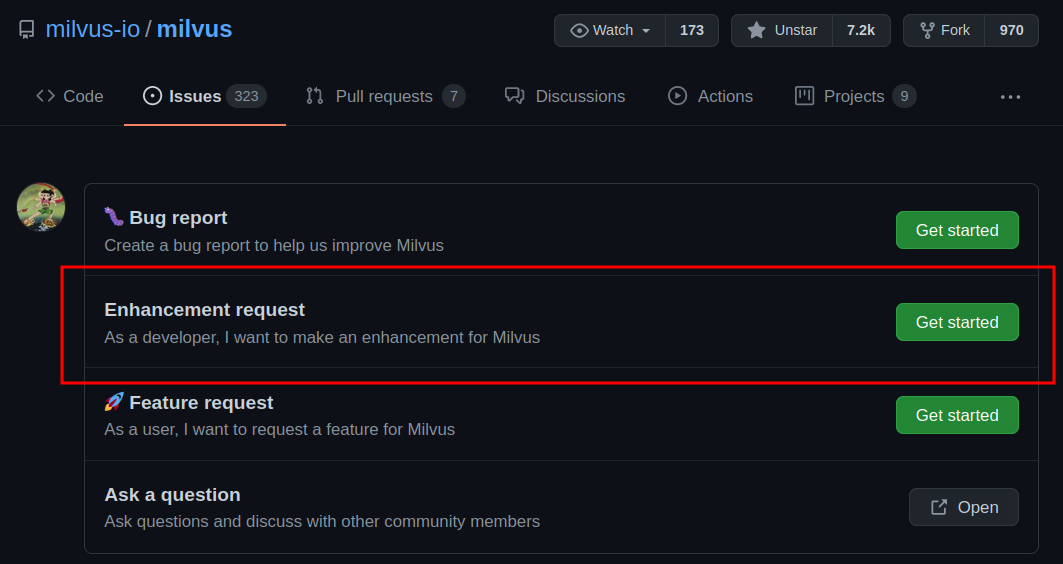 milvus-io / milvus
Watch 173 Unstar 7.2k Fork 970
Code Issues 323 Pull requests 7 Discussions Actions Projects 9
Bug report
Create a bug report to help us improve Milvus
Get started
Enhancement request
As a developer, I want to make an enhancement for Milvus
Get started
Feature request
As a user, I want to request a feature for Milvus
Get started
Ask a question
Ask questions and discuss with other community members
Open